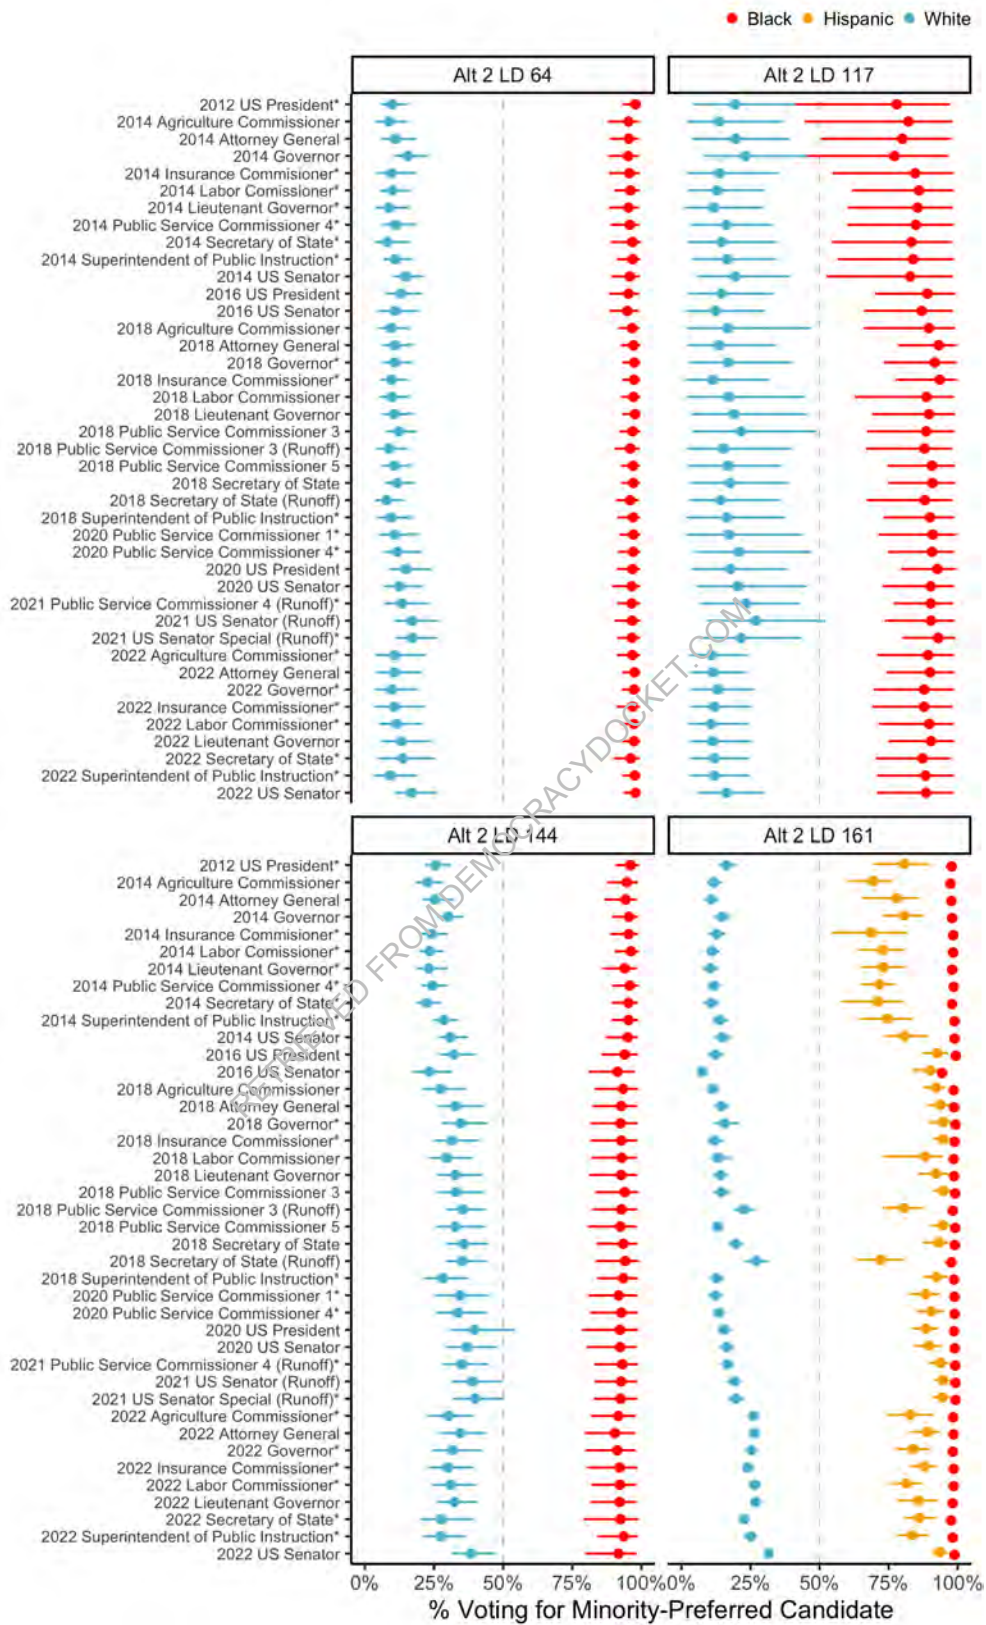 Black Hispanic White
Alt 2 LD 64 Alt 2 LD 117
2012 US President*
2014 Agriculture Commissioner
2014 Attorney General
2014 Governor
2014 Insurance Commisioner*
2014 Labor Comissioner*
2014 Lieutenant Governor*
2014 Public Service Commissioner 4*
2014 Secretary of State*
2014 Superintendent of Public Instruction*
2014 US Senator
2016 US President
2016 US Senator
2018 Agriculture Commissioner
2018 Attorney General
2018 Governor*
2018 Insurance Commissioner*
2018 Labor Commissioner
2018 Lieutenant Governor
2018 Public Service Commissioner 3
2018 Public Service Commissioner 3 (Runoff)
2018 Public Service Commissioner 5
2018 Secretary of State
2018 Secretary of State (Runoff)
2018 Superintendent of Public Instruction*
2020 Public Service Commissioner 1*
2020 Public Service Commissioner 4*
2020 US President
2020 US Senator
2021 Public Service Commissioner 4 (Runoff)*
2021 US Senator (Runoff)
2021 US Senator Special (Runoff)*
2022 Agriculture Commissioner*
2022 Attorney General
2022 Governor*
2022 Insurance Commissioner*
2022 Labor Commissioner*
2022 Lieutenant Governor
2022 Secretary of State*
2022 Superintendent of Public Instruction*
2022 US Senator
Alt 2 LD 144 Alt 2 LD 161
2012 US President*
2014 Agriculture Commissioner
2014 Attorney General
2014 Governor
2014 Insurance Commisioner*
2014 Labor Comissioner*
2014 Lieutenant Governor*
2014 Public Service Commissioner 4*
2014 Secretary of State*
2014 Superintendent of Public Instruction*
2014 US Senator
2016 US President
2016 US Senator
2018 Agriculture Commissioner
2018 Attorney General
2018 Governor*
2018 Insurance Commissioner*
2018 Labor Commissioner
2018 Lieutenant Governor
2018 Public Service Commissioner 3
2018 Public Service Commissioner 3 (Runoff)
2018 Public Service Commissioner 5
2018 Secretary of State
2018 Secretary of State (Runoff)
2018 Superintendent of Public Instruction*
2020 Public Service Commissioner 1*
2020 Public Service Commissioner 4*
2020 US President
2020 US Senator
2021 Public Service Commissioner 4 (Runoff)*
2021 US Senator (Runoff)
2021 US Senator Special (Runoff)*
2022 Agriculture Commissioner*
2022 Attorney General
2022 Governor*
2022 Insurance Commissioner*
2022 Labor Commissioner*
2022 Lieutenant Governor
2022 Secretary of State*
2022 Superintendent of Public Instruction*
2022 US Senator
0% 25% 50% 75% 100% 0% 25% 50% 75% 100%
% Voting for Minority-Preferred Candidate
RETRIEVED FROM DEMOCRACYDOCKET.COM